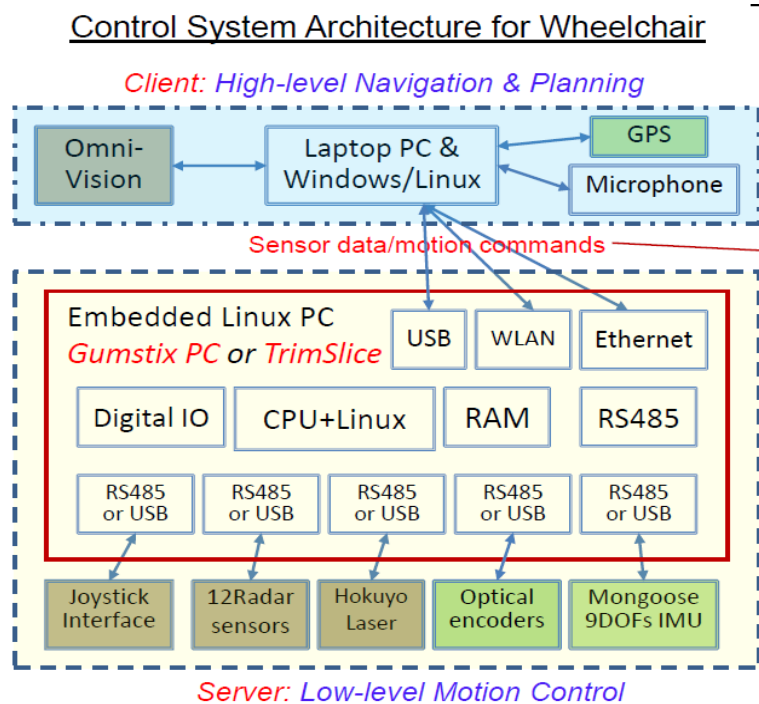 Control System Architecture for Wheelchair
Client: High-level Navigation & Planning
Omni-
Vision
Laptop PC &
Windows/Linux
GPS
Microphone
Sensor data/motion commands
Embedded Linux PC
Gumstix PC or TrimSlice
USB
WLAN
Ethernet
Digital IO
CPU+Linux
RAM
RS485
RS485
or USB
RS485
or USB
RS485
or USB
RS485
or USB
RS485
or USB
Joystick
Interface
12Radar
sensors
Hokuyo
Laser
Optical
encoders
Mongoose
9DOFs IMU
Server: Low-level Motion Control